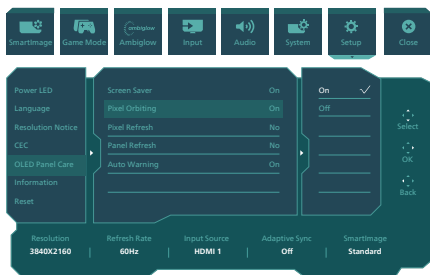 ambiglow
SmartImage Game Mode Ambiglow Input Audio System Setup Close
Power LED
Language
Resolution Notice
CEC
OLED Panel Care
Information
Reset
Screen Saver On
Pixel Orbiting On
Pixel Refresh No
Panel Refresh No
Auto Warning On
On
Off
Select
OK
Back
Resolution Refresh Rate Input Source Adaptive Sync SmartImage
3840X2160 60Hz HDMI 1 Off Standard